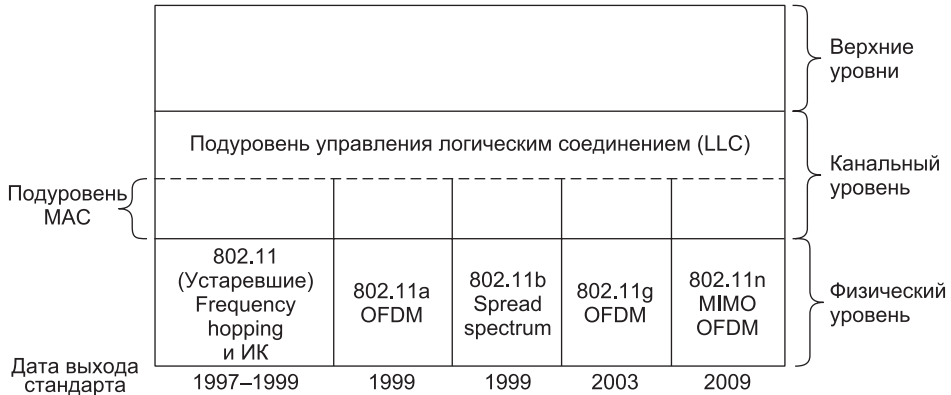 Верхние
уровни
Подуровень управления логическим соединением (LLC)
Канальный
уровень
Подуровень
MAC
802.11
(Устаревшие)
Frequency
hopping
и ИК
802.11a
OFDM
802.11b
Spread
spectrum
802.11g
OFDM
802.11n
MIMO
OFDM
Физический
уровень
Дата выхода
стандарта
1997–1999
1999
1999
2003
2009